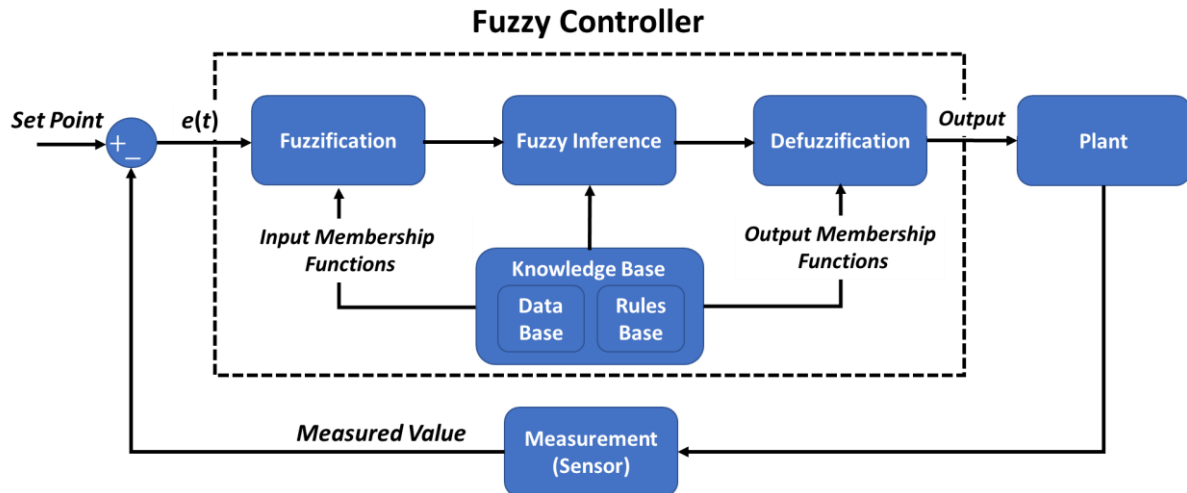 Fuzzy Controller
Set Point
+
−
e(t)
Fuzzification
Fuzzy Inference
Defuzzification
Output
Plant
Input Membership
Functions
Output Membership
Functions
Knowledge Base
Data
Base
Rules
Base
Measured Value
Measurement
(Sensor)